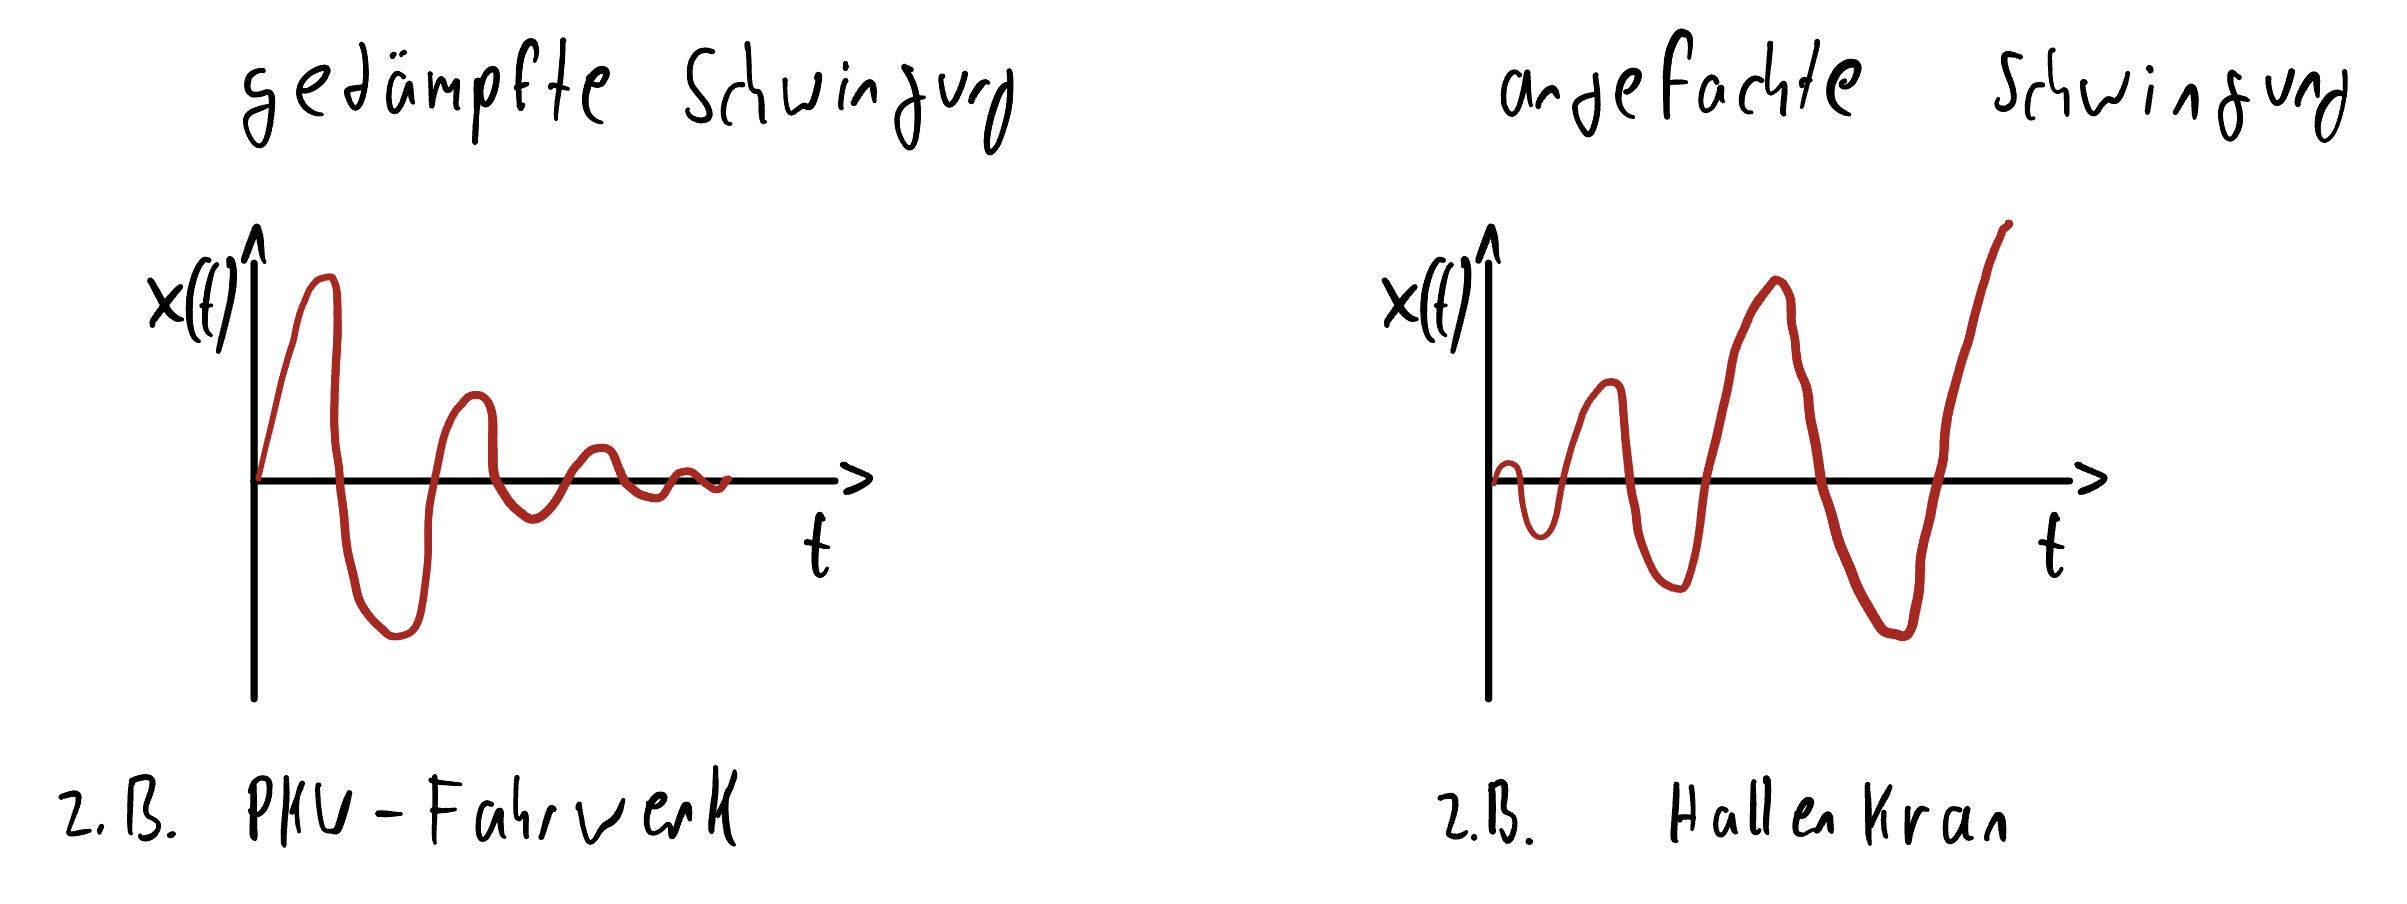 gedämpfte Schwingung
angefachte Schwingung
x(t)
t
x(t)
t
z.B. PKW-Fahrwerk
z.B. Hallenkran